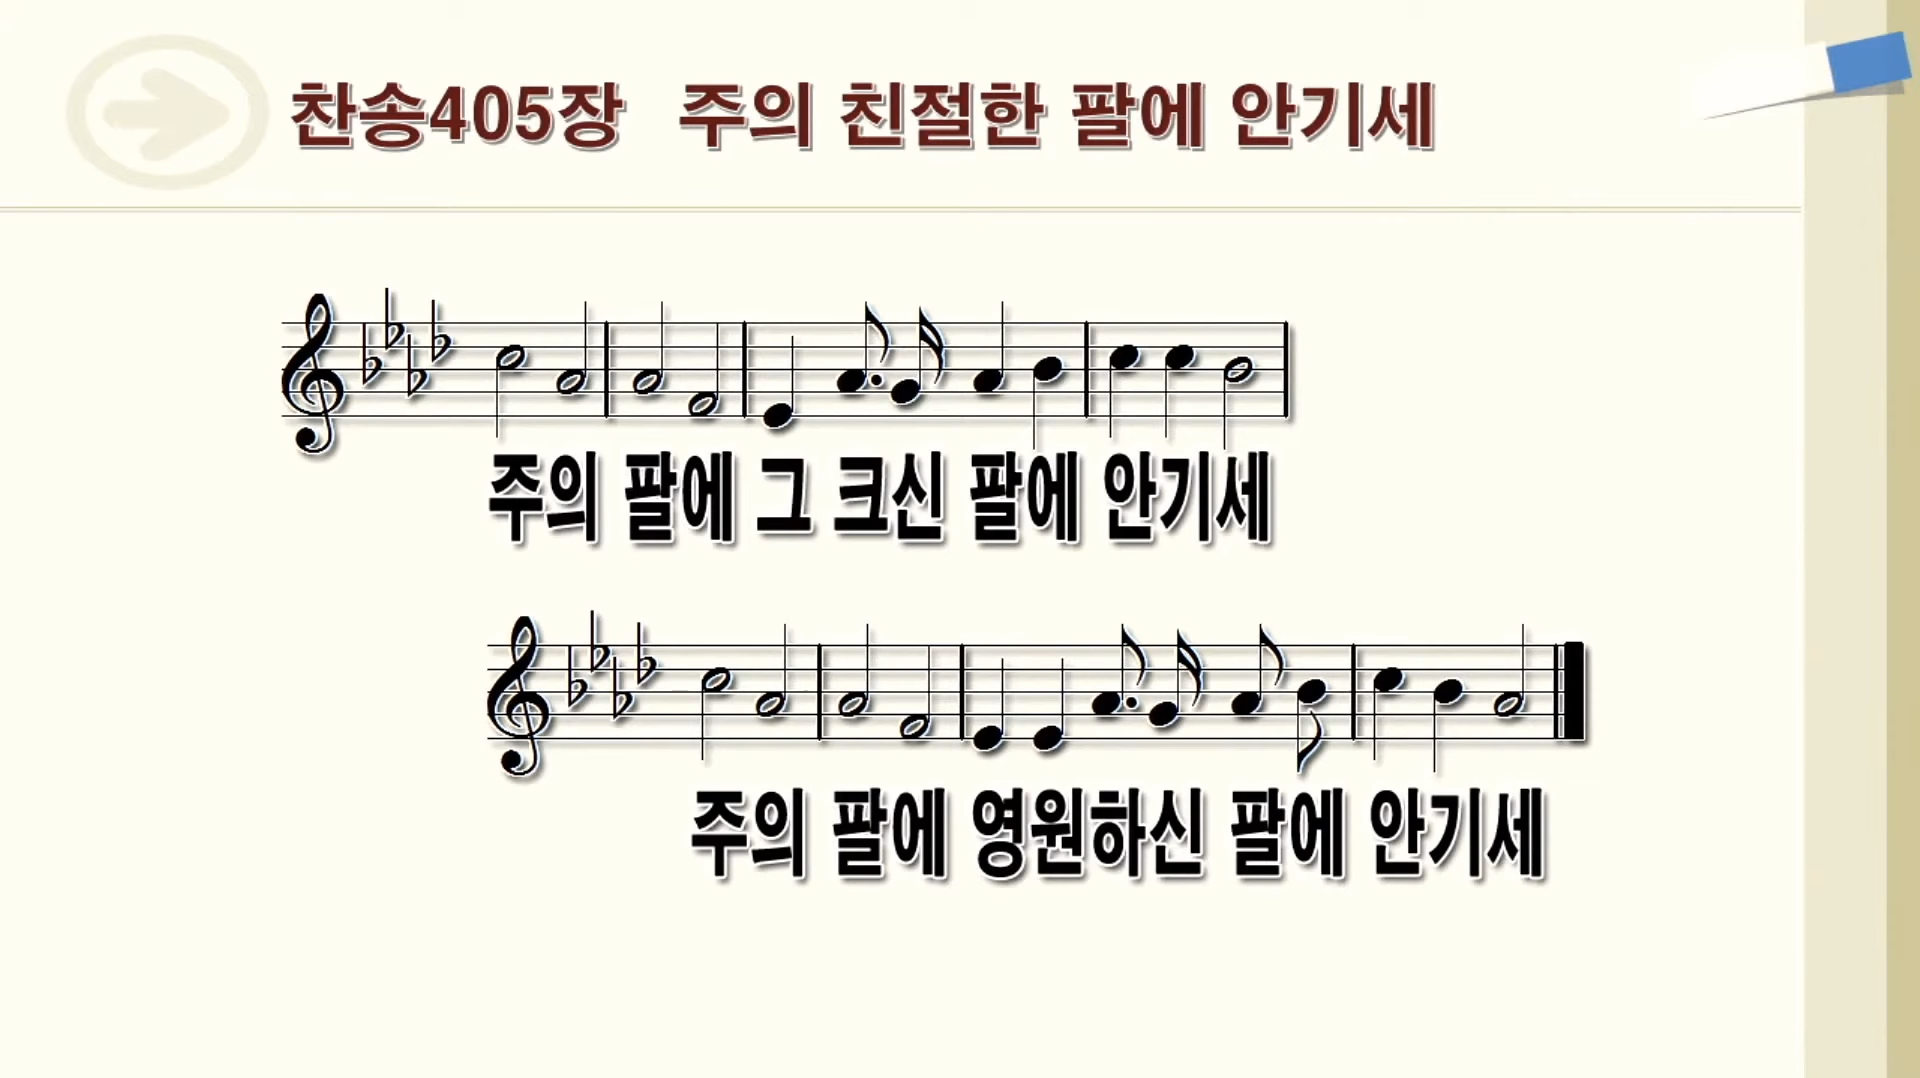 찬송405장 주의 친절한 팔에 안기세
주의 팔에 그 크신 팔에 안기세
주의 팔에 영원하신 팔에 안기세